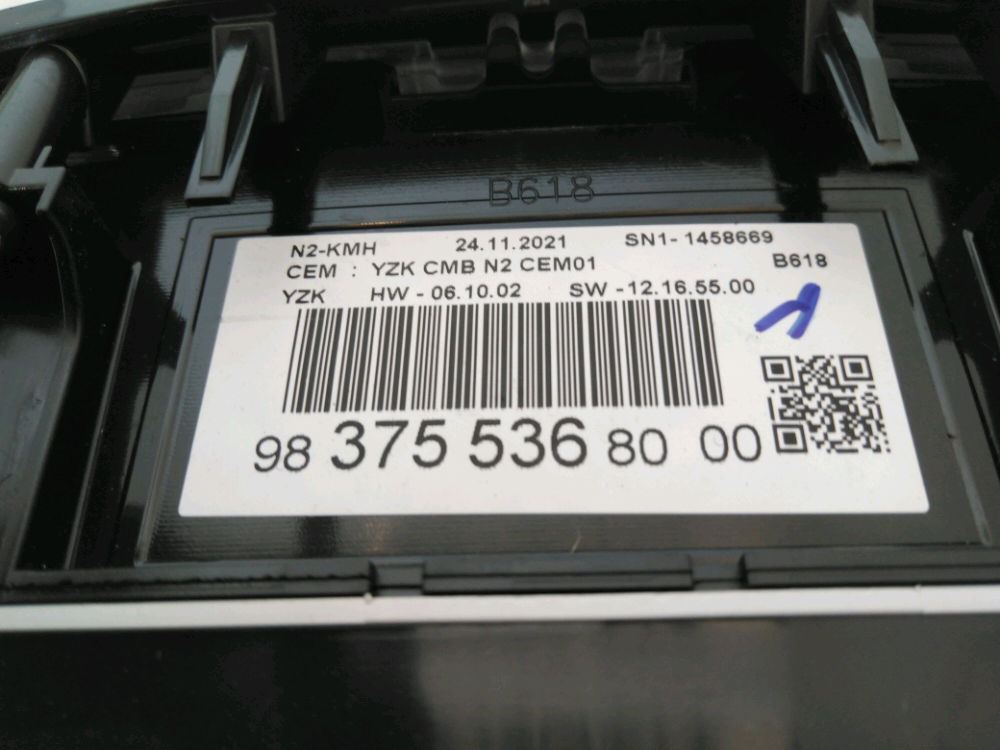 B618
N2-KMH 24.11.2021 SN1- 1458669
CEM : YZK CMB N2 CEM01 B618
YZK HW - 06.10.02 SW -12.16.55.00
1
98 375 536 80 00